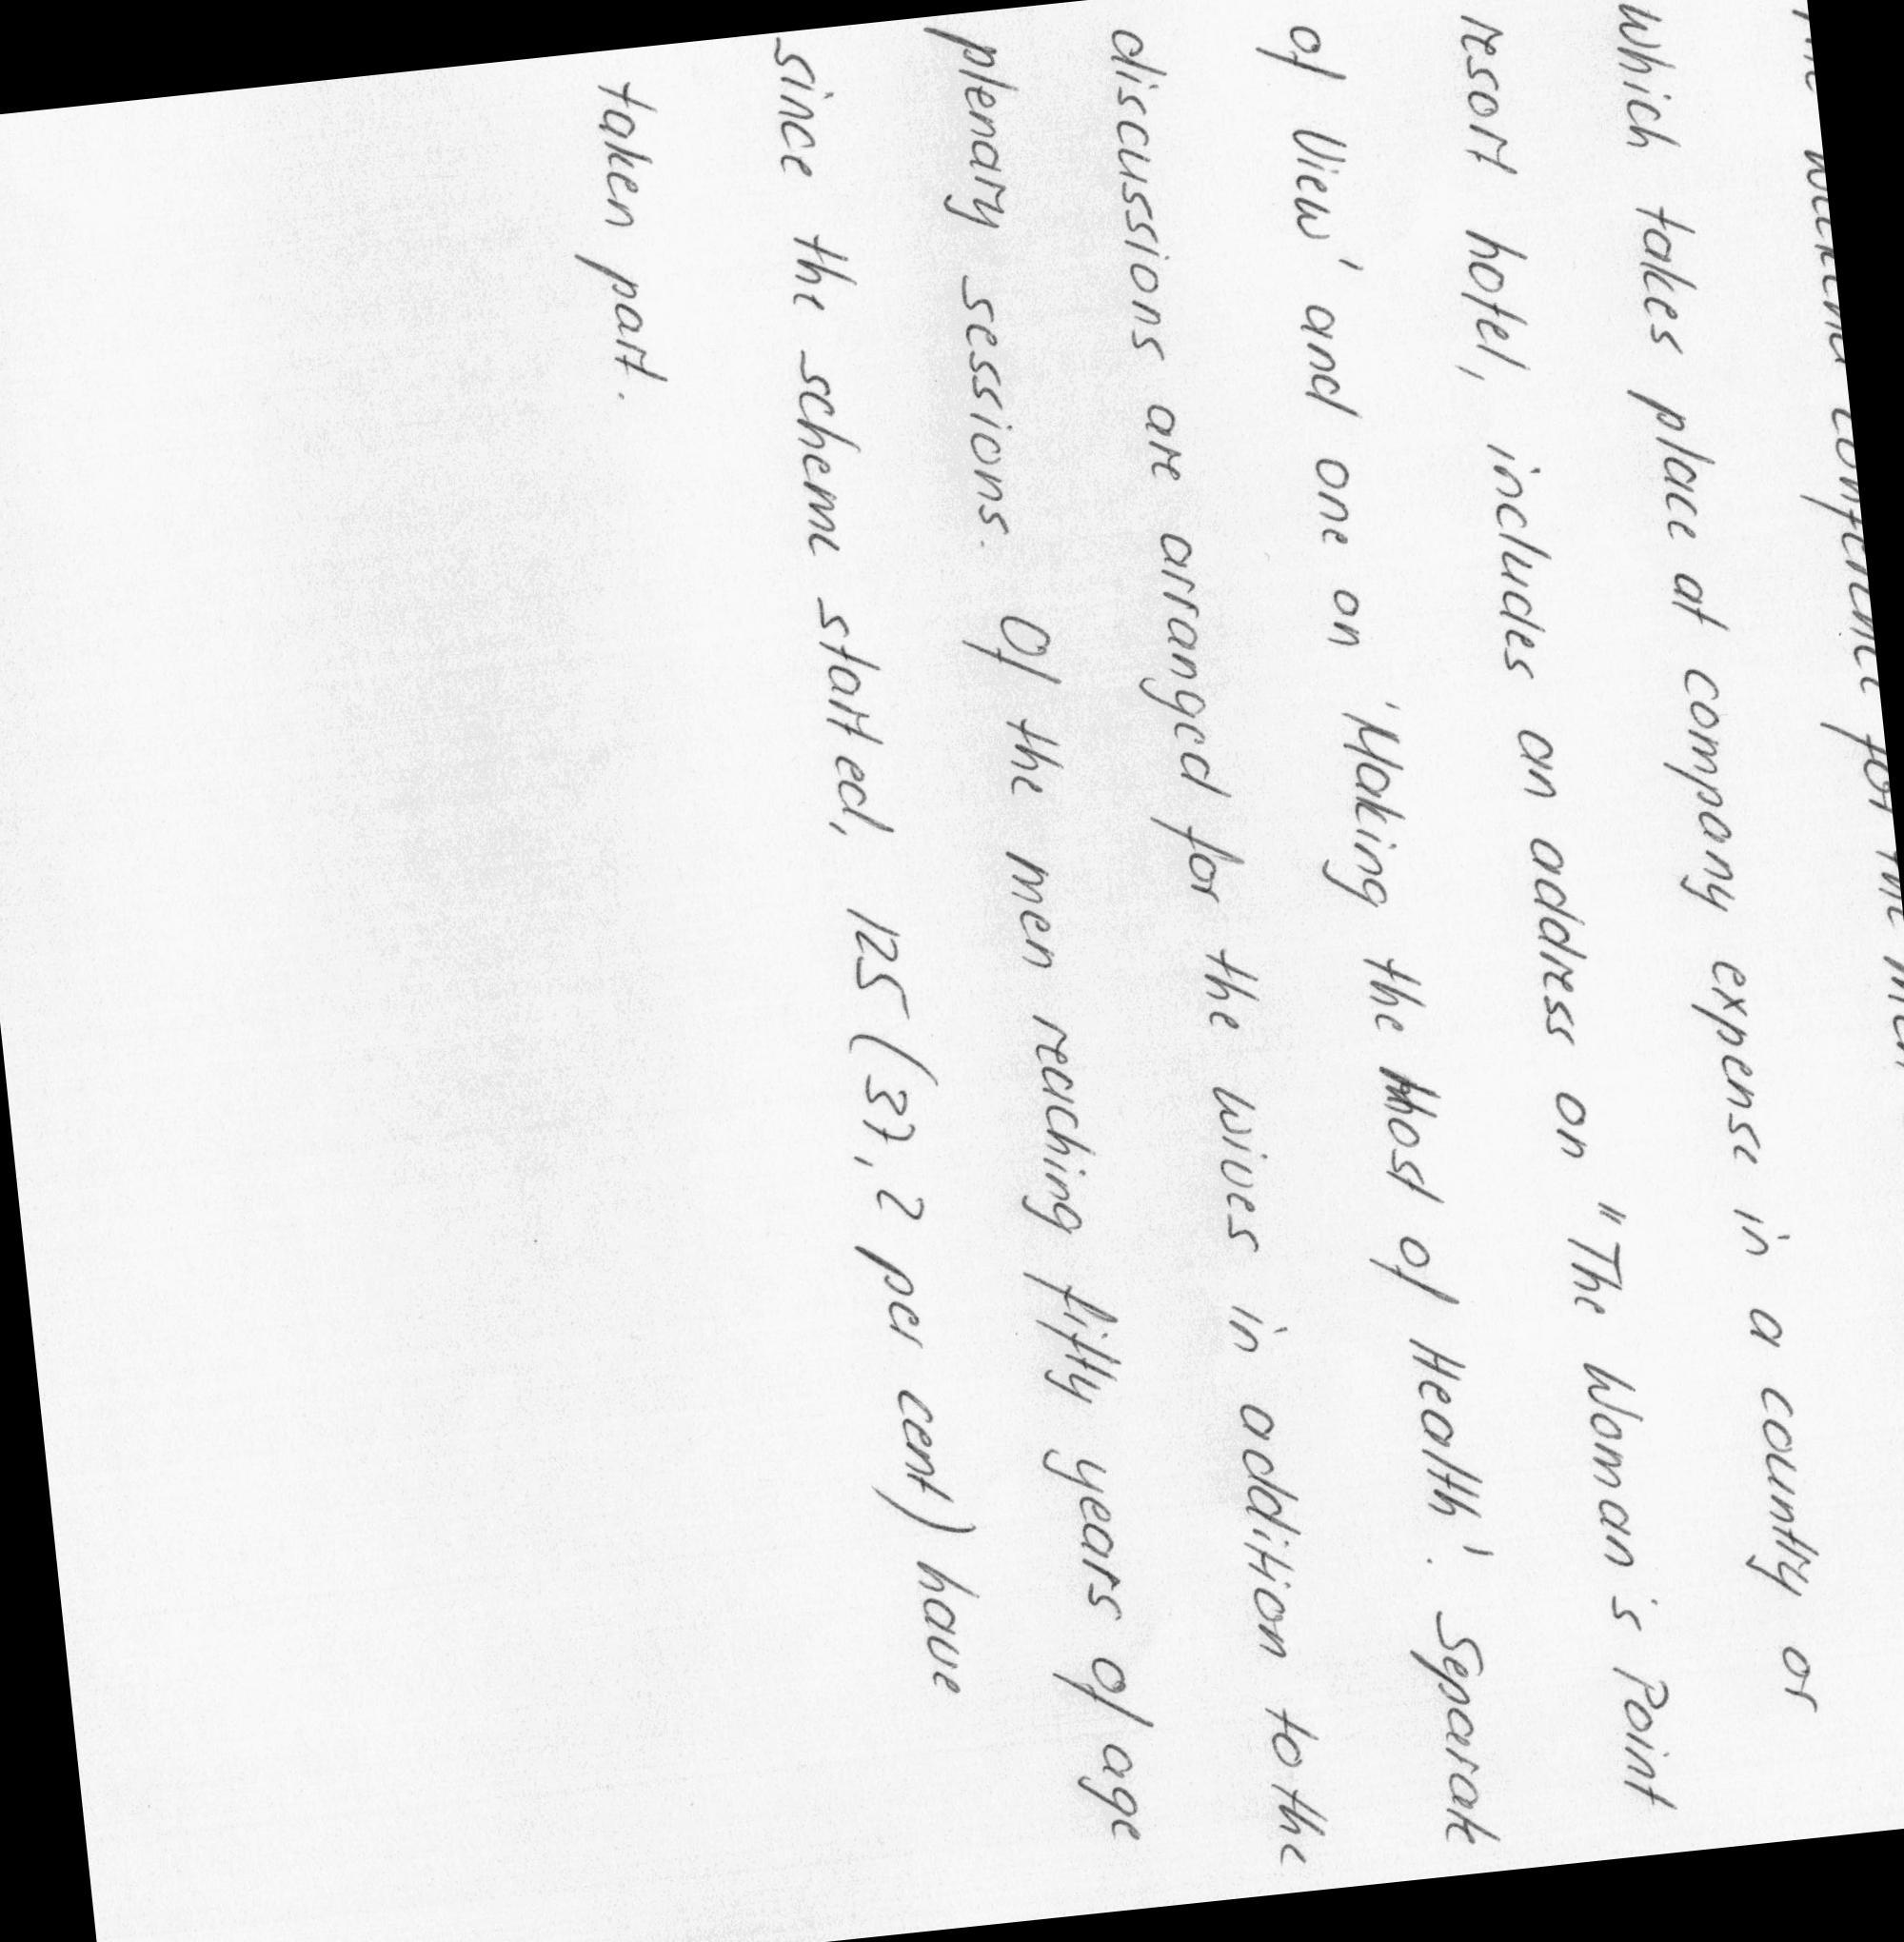 weekend conference for the
which takes place at company expense in a country or
resort hotel, includes an address on "The Woman's Point
of View' and one on 'Making the Most of Health'. Separate
discussions are arranged for the wives in addition to the
plenary sessions. Of the men reaching fifty years of age
since the scheme started, 125 (37,2 per cent) have
taken part.